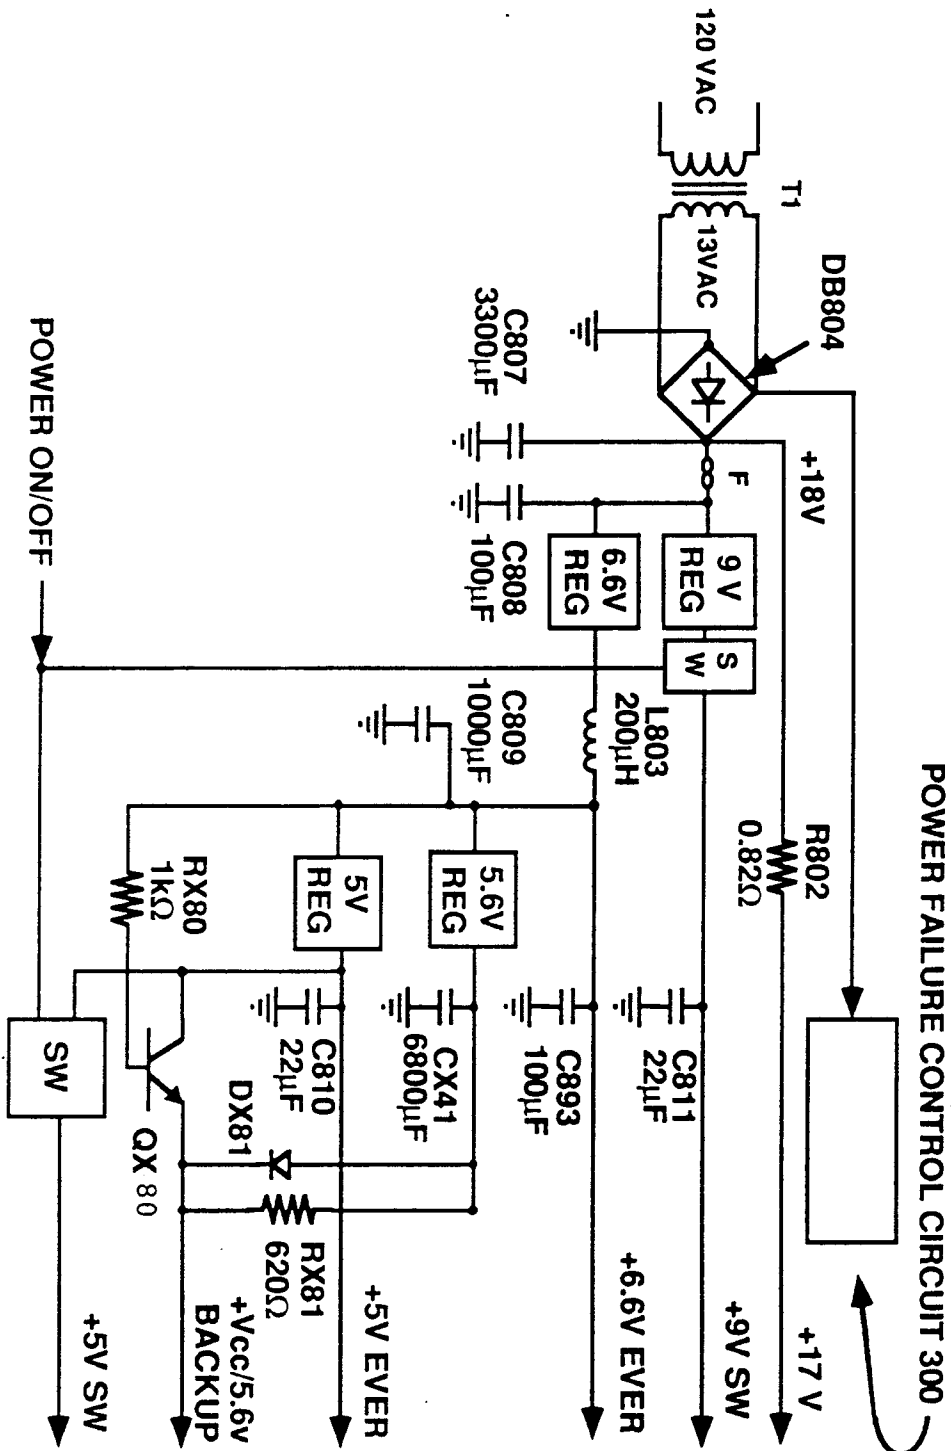 POWER FAILURE CONTROL CIRCUIT 300
120 VAC
T1
13VAC
DB804
+18V
R802
0.82Ω
+17 V
F
9 V
REG
S
W
C811
22μF
+9V SW
6.6V
REG
L803
200μH
C893
100μF
+6.6V EVER
C807
3300μF
C808
100μF
C809
1000μF
5.6V
REG
CX41
6800μF
5V
REG
C810
22μF
+5V EVER
RX80
1kΩ
DX81
RX81
620Ω
QX 80
+Vcc/5.6v
BACKUP
POWER ON/OFF
SW
+5V SW